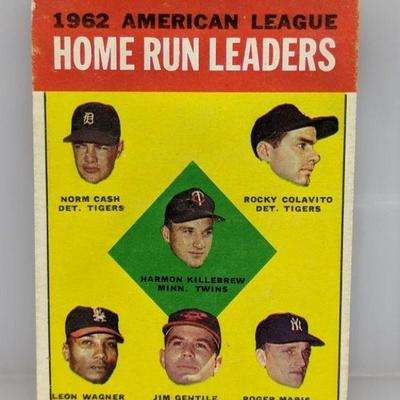 1962 AMERICAN LEAGUE
HOME RUN LEADERS
NORM CASH
DET. TIGERS
ROCKY COLAVITO
DET. TIGERS
HARMON KILLEBREW
MINN. TWINS
LEON WAGNER
JIM GENTILE
ROGER MARIS